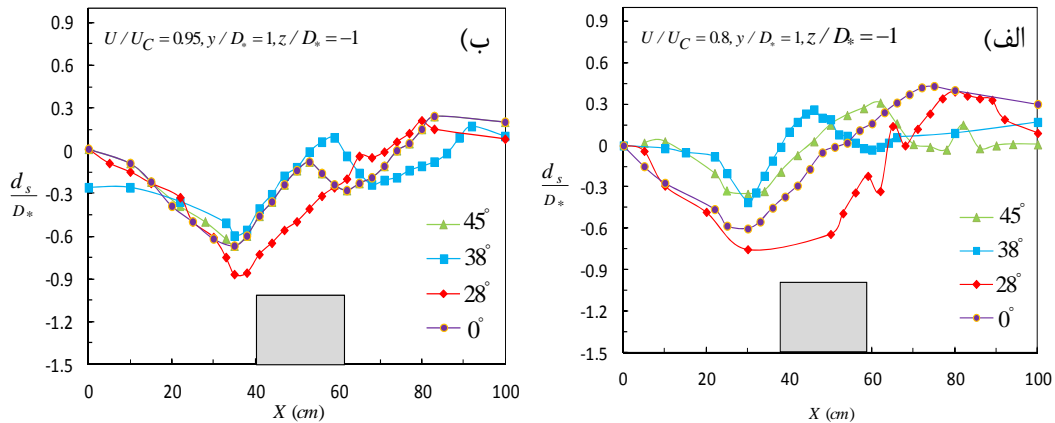 الف)
U / U_C = 0.8, y / D_* = 1, z / D_* = −1
0.9
0.6
0.3
0
-0.3
-0.6
-0.9
-1.2
-1.5
d_s
D_*
45°
38°
28°
0°
0 20 40 60 80 100
X (cm)
ب)
U / U_C = 0.95, y / D_* = 1, z / D_* = −1
0.9
0.6
0.3
0
-0.3
-0.6
-0.9
-1.2
-1.5
d_s
D_*
45°
38°
28°
0°
0 20 40 60 80 100
X (cm)